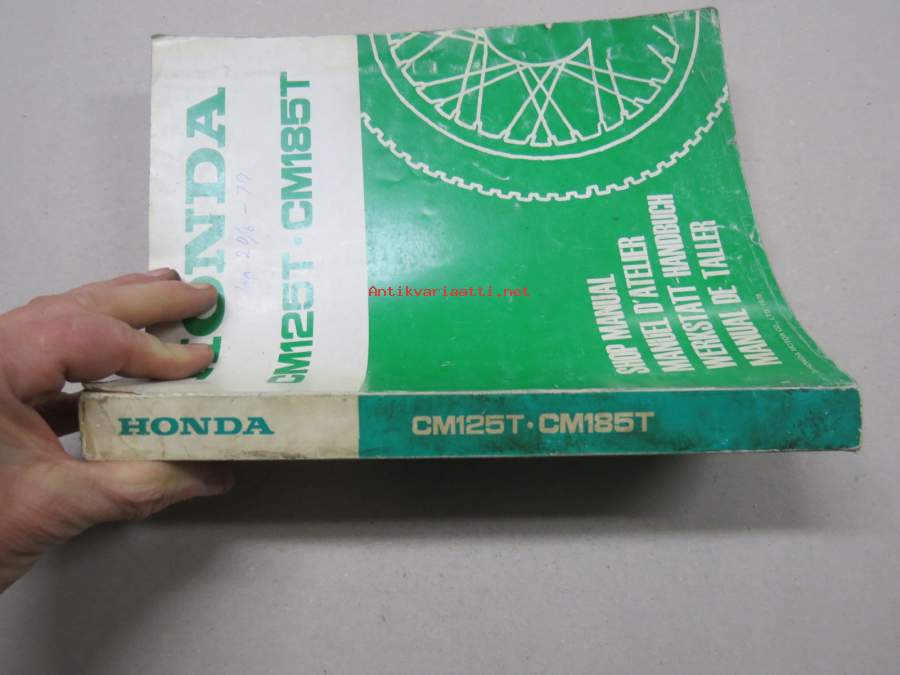 HONDA
CM125T·CM185T
SHOP MANUAL
MANUEL D'ATELIER
WERKSTATT-HANDBUCH
MANUAL DE TALLER
Antikvariaatti.net
HONDA
CM125T·CM185T